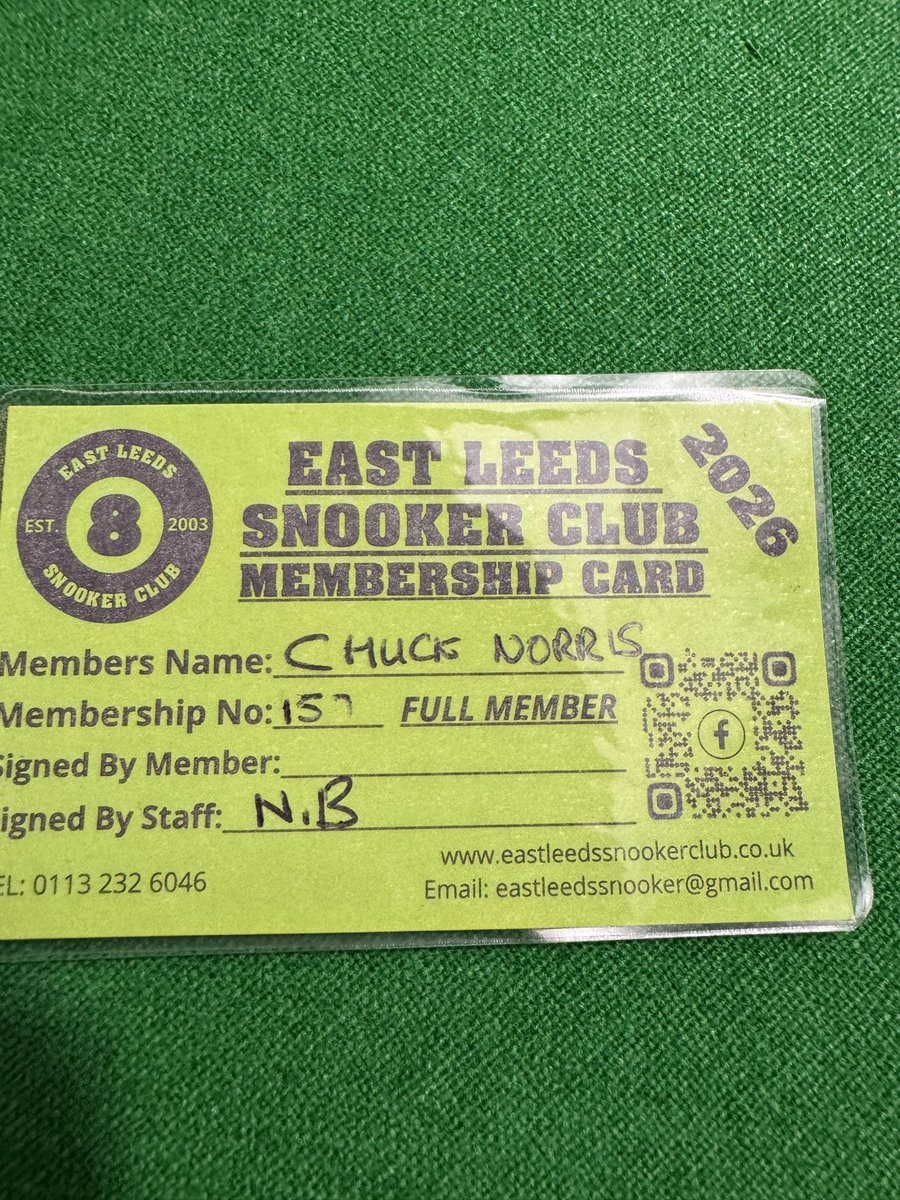 EAST LEEDS
EST. 8 2003
SNOOKER CLUB
EAST LEEDS
SNOOKER CLUB
MEMBERSHIP CARD
2026
Members Name: CHUCK NORRIS
Membership No: 157 FULL MEMBER
Signed By Member:
igned By Staff: N.B
EL: 0113 232 6046
www.eastleedssnookerclub.co.uk
Email: eastleedssnooker@gmail.com